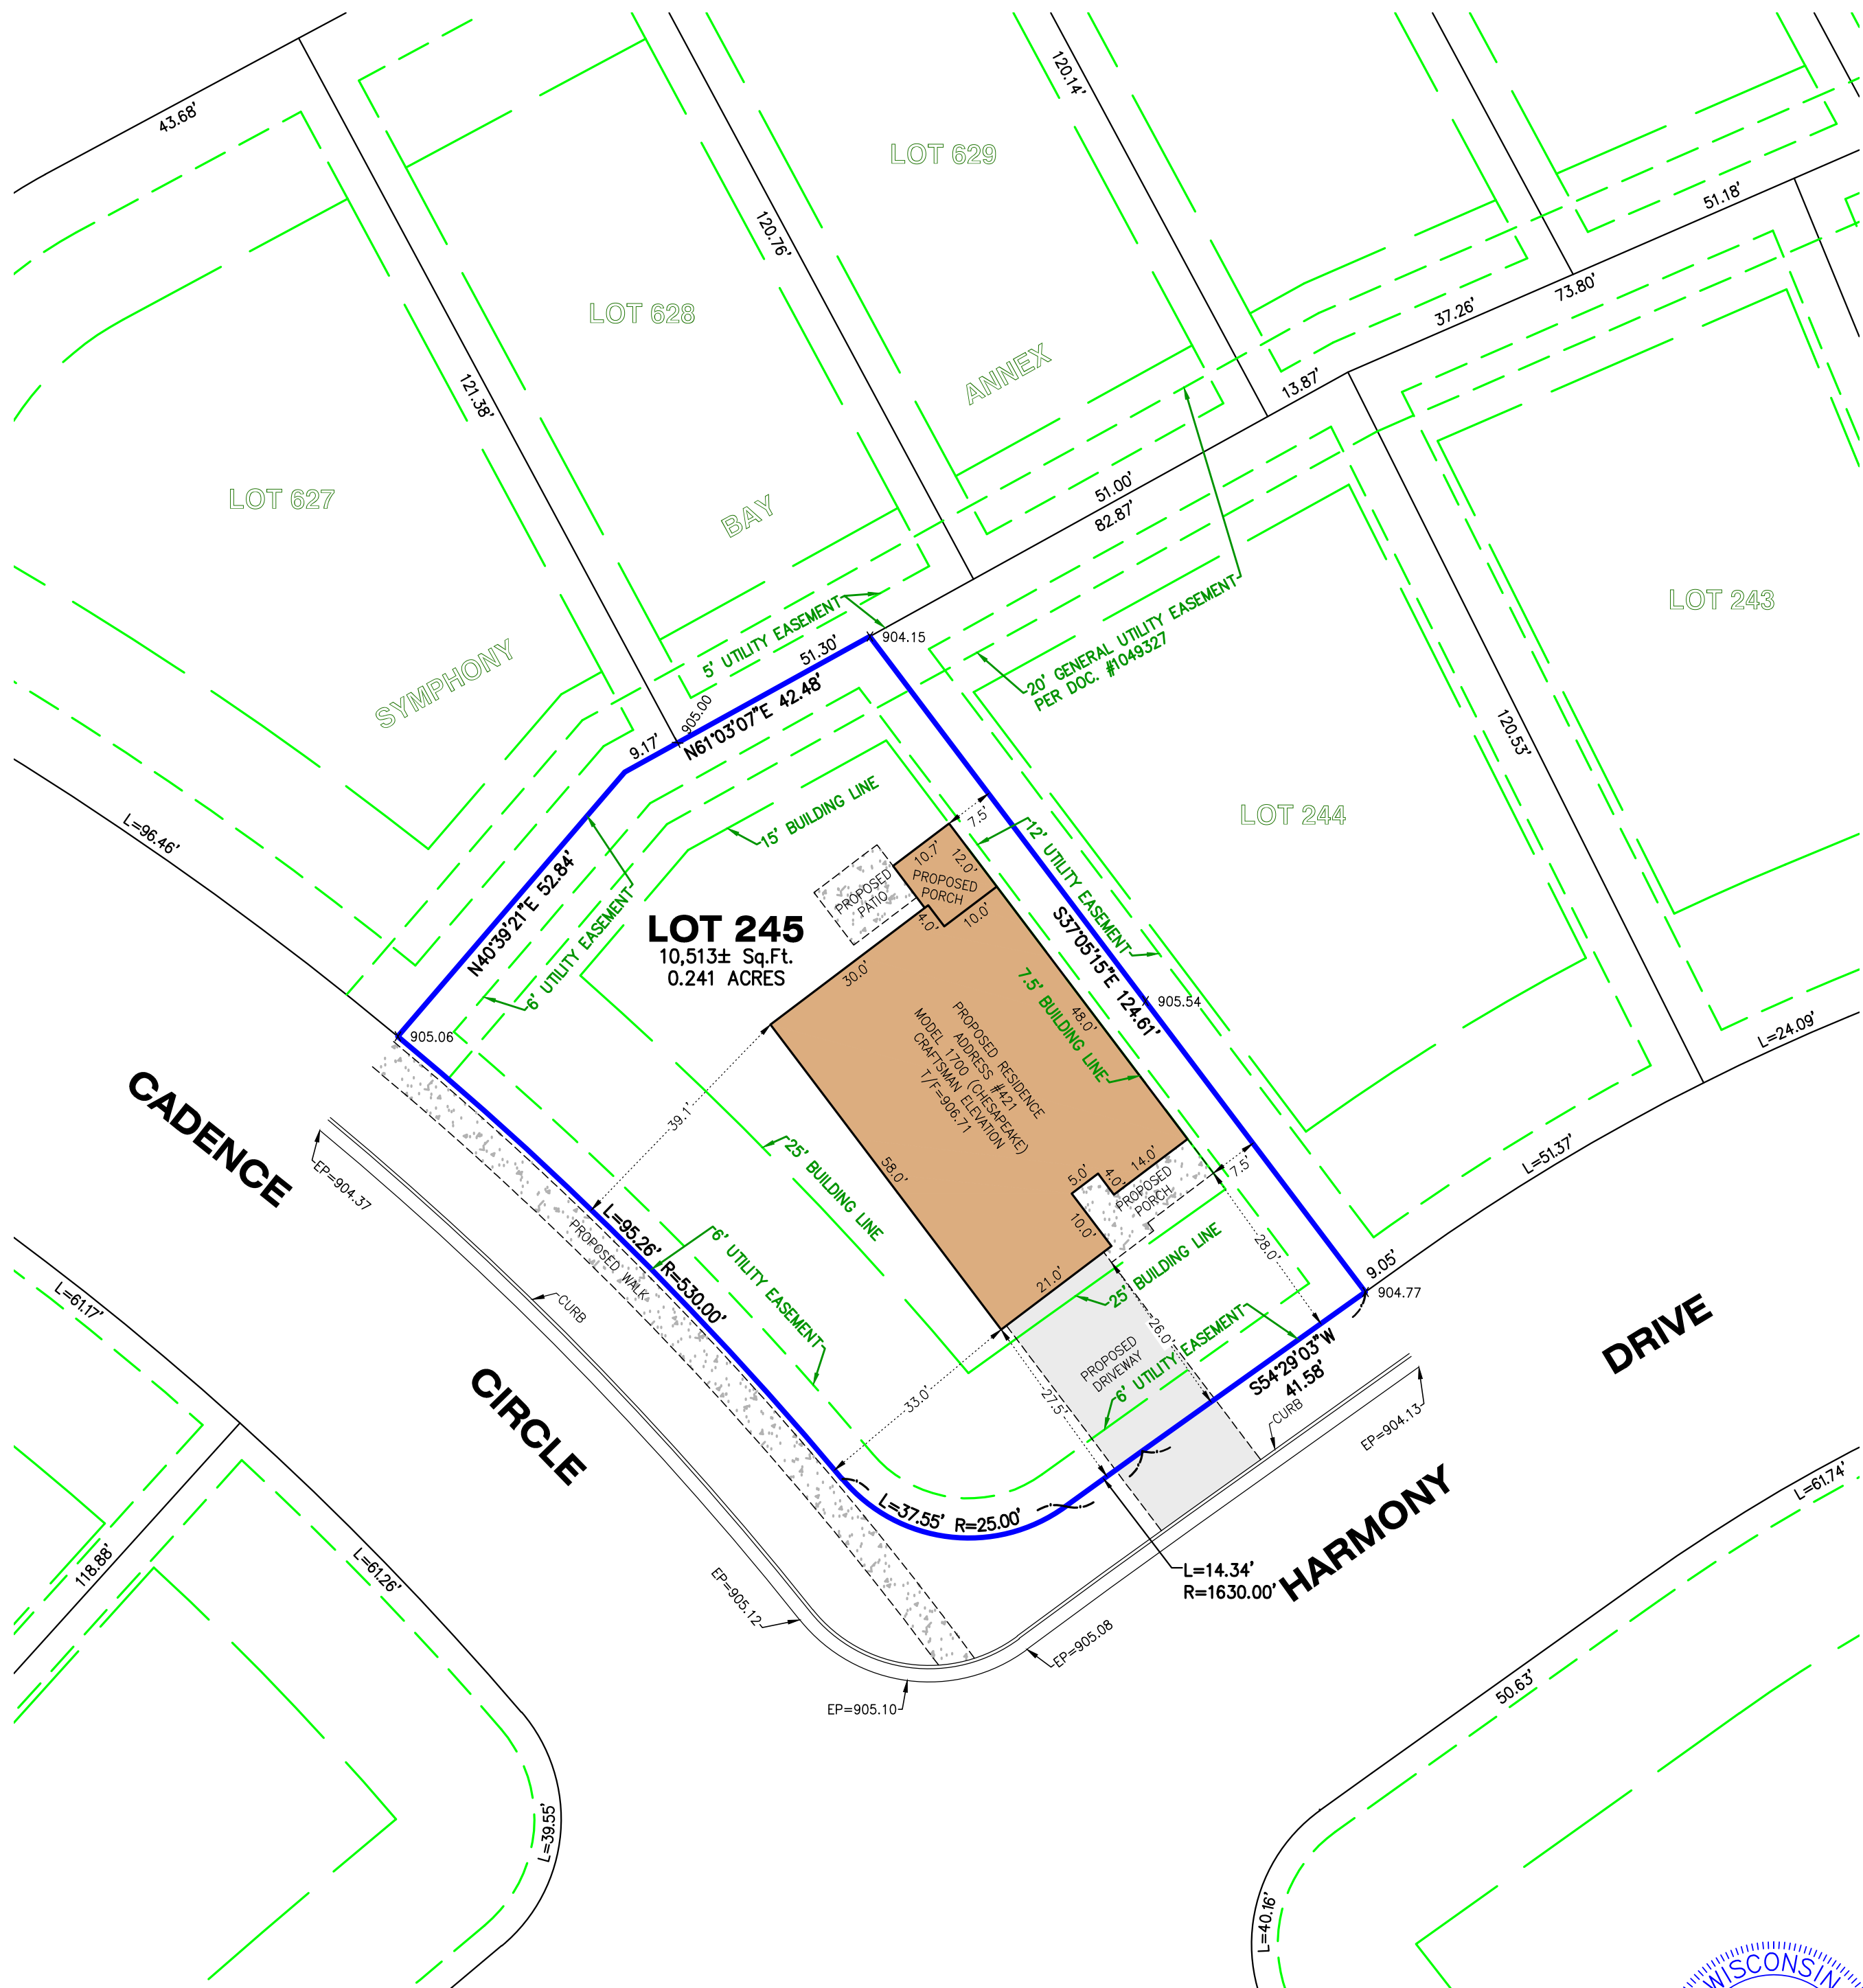 43.68'
120.14'
LOT 629
51.18'
120.76'
73.80'
37.26'
LOT 628
ANNEX
13.87'
121.38'
LOT 627
BAY
51.00'
82.87'
LOT 243
5' UTILITY EASEMENT
20' GENERAL UTILITY EASEMENT
PER DOC. #1049327
SYMPHONY
51.30'
904.15
905.00
N61°03'07"E 42.48'
9.17'
120.53'
15' BUILDING LINE
7.5'
LOT 244
L=96.46'
12' UTILITY EASEMENT
N40°39'21"E 52.84'
10.7'
12.0'
PROPOSED
PORCH
PROPOSED
PATIO
4.0'
10.0'
6' UTILITY EASEMENT
LOT 245
10,513± Sq.Ft.
0.241 ACRES
30.0'
S37°05'15"E 124.61'
7.5' BUILDING LINE
48.0'
905.54
PROPOSED RESIDENCE
ADDRESS #421
MODEL 1700 (CHESAPEAKE)
CRAFTSMAN ELEVATION
T/F=906.71
L=24.09'
905.06
CADENCE
39.1'
EP=904.37
58.0'
25' BUILDING LINE
5.0'
4.0'
14.0'
PROPOSED
PORCH
7.5'
10.0'
L=51.37'
L=95.26'
R=530.00'
PROPOSED WALK
6' UTILITY EASEMENT
28.0'
25' BUILDING LINE
9.05'
904.77
L=61.17'
CURB
21.0'
26.0'
6' UTILITY EASEMENT
PROPOSED
DRIVEWAY
S54°29'03"W
41.58'
DRIVE
CIRCLE
33.0'
27.5'
CURB
EP=904.13
L=37.55' R=25.00'
HARMONY
L=61.74'
118.88'
L=61.26'
EP=905.12
L=14.34'
R=1630.00'
EP=905.08
EP=905.10
50.63'
L=39.55'
L=40.16'
WISCONSIN